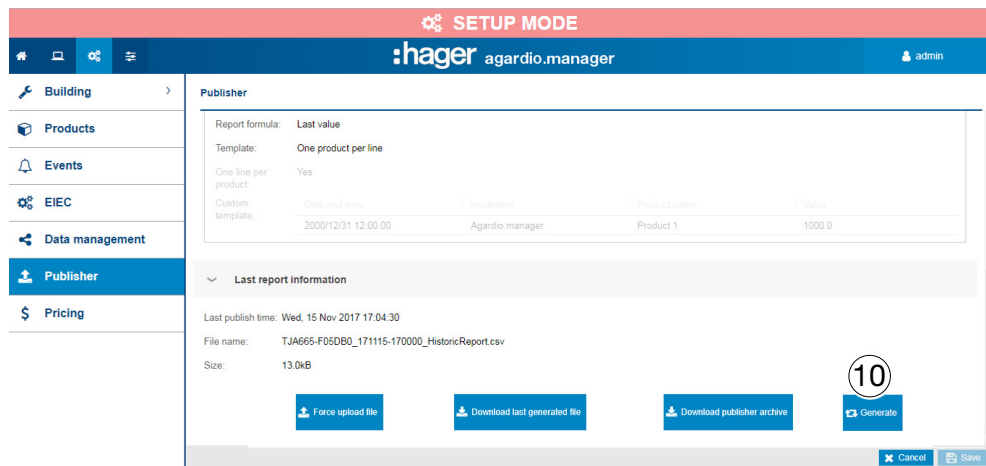 SETUP MODE
:hager agardio.manager
admin
Building
Products
Events
EIEC
Data management
Publisher
Pricing
Publisher
Report formula: Last value
Template: One product per line
One line per product: Yes
Custom template:
Date and time Hostname Product name Value
2000/12/31 12:00:00 Agardio.manager Product 1 1000.0
Last report information
Last publish time: Wed, 15 Nov 2017 17:04:30
File name: TJA665-F05DB0_171115-170000_HistoricReport.csv
Size: 13.0kB
10
Force upload file Download last generated file Download publisher archive Generate
Cancel Save